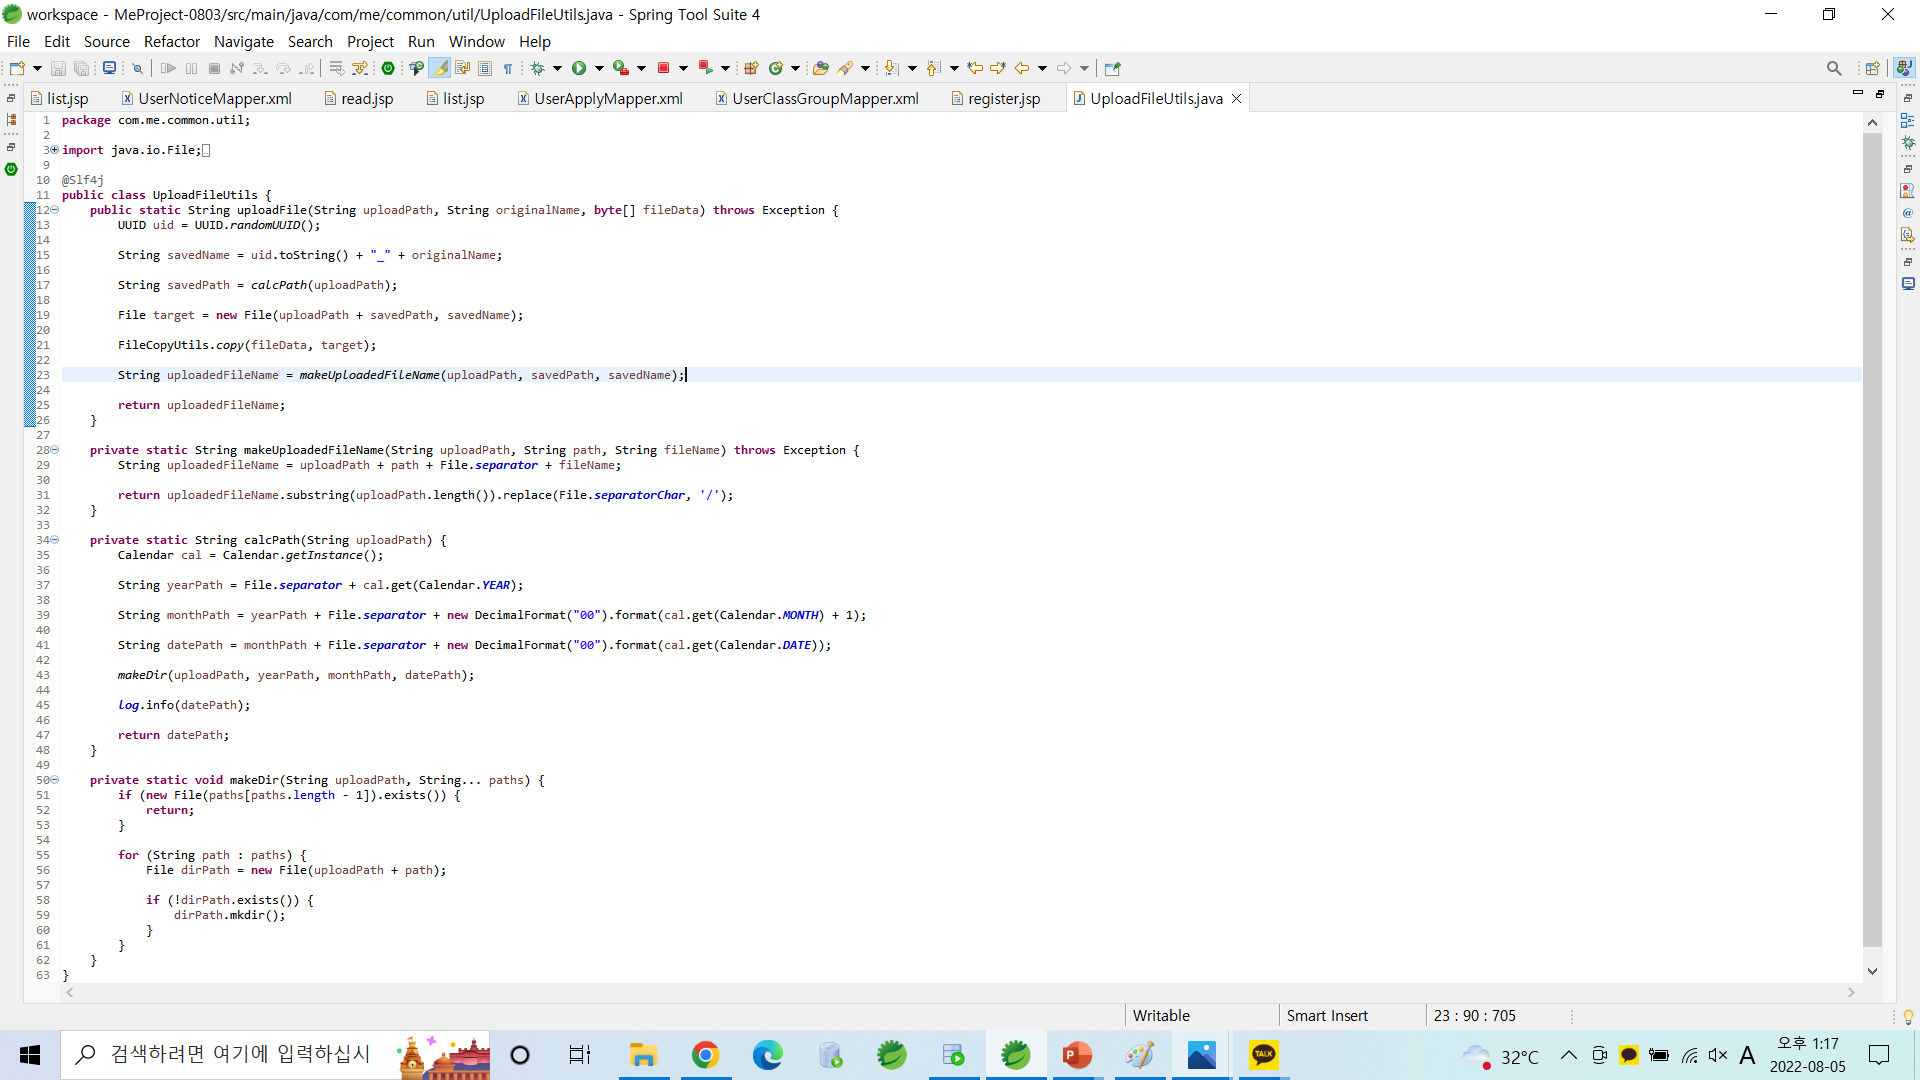 workspace - MeProject-0803/src/main/java/com/me/common/util/UploadFileUtils.java - Spring Tool Suite 4
File Edit Source Refactor Navigate Search Project Run Window Help
list.jsp UserNoticeMapper.xml read.jsp list.jsp UserApplyMapper.xml UserClassGroupMapper.xml register.jsp UploadFileUtils.java
1 package com.me.common.util;
2
3 import java.io.File;
9
10 @Slf4j
11 public class UploadFileUtils {
12 public static String uploadFile(String uploadPath, String originalName, byte[] fileData) throws Exception {
13 UUID uid = UUID.randomUUID();
14
15 String savedName = uid.toString() + "_" + originalName;
16
17 String savedPath = calcPath(uploadPath);
18
19 File target = new File(uploadPath + savedPath, savedName);
20
21 FileCopyUtils.copy(fileData, target);
22
23 String uploadedFileName = makeUploadedFileName(uploadPath, savedPath, savedName);
24
25 return uploadedFileName;
26 }
27
28 private static String makeUploadedFileName(String uploadPath, String path, String fileName) throws Exception {
29 String uploadedFileName = uploadPath + path + File.separator + fileName;
30
31 return uploadedFileName.substring(uploadPath.length()).replace(File.separatorChar, '/');
32 }
33
34 private static String calcPath(String uploadPath) {
35 Calendar cal = Calendar.getInstance();
36
37 String yearPath = File.separator + cal.get(Calendar.YEAR);
38
39 String monthPath = yearPath + File.separator + new DecimalFormat("00").format(cal.get(Calendar.MONTH) + 1);
40
41 String datePath = monthPath + File.separator + new DecimalFormat("00").format(cal.get(Calendar.DATE));
42
43 makeDir(uploadPath, yearPath, monthPath, datePath);
44
45 log.info(datePath);
46
47 return datePath;
48 }
49
50 private static void makeDir(String uploadPath, String... paths) {
51 if (new File(paths[paths.length - 1]).exists()) {
52 return;
53 }
54
55 for (String path : paths) {
56 File dirPath = new File(uploadPath + path);
57
58 if (!dirPath.exists()) {
59 dirPath.mkdir();
60 }
61 }
62 }
63 }
Writable Smart Insert 23 : 90 : 705
검색하려면 여기에 입력하십시
TALK
32°C
A
오후 1:17
2022-08-05